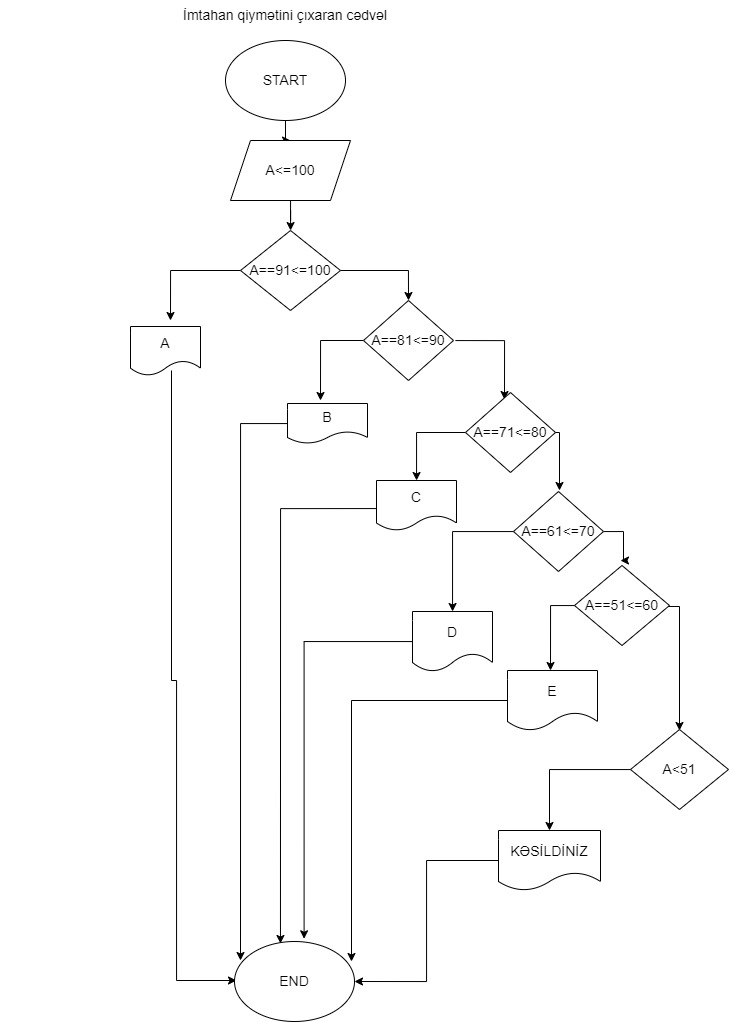 İmtahan qiymətini çıxaran cədvəl
START
A<=100
A==91<=100
A
A==81<=90
B
A==71<=80
C
A==61<=70
D
A==51<=60
E
A<51
KƏSİLDİNİZ
END